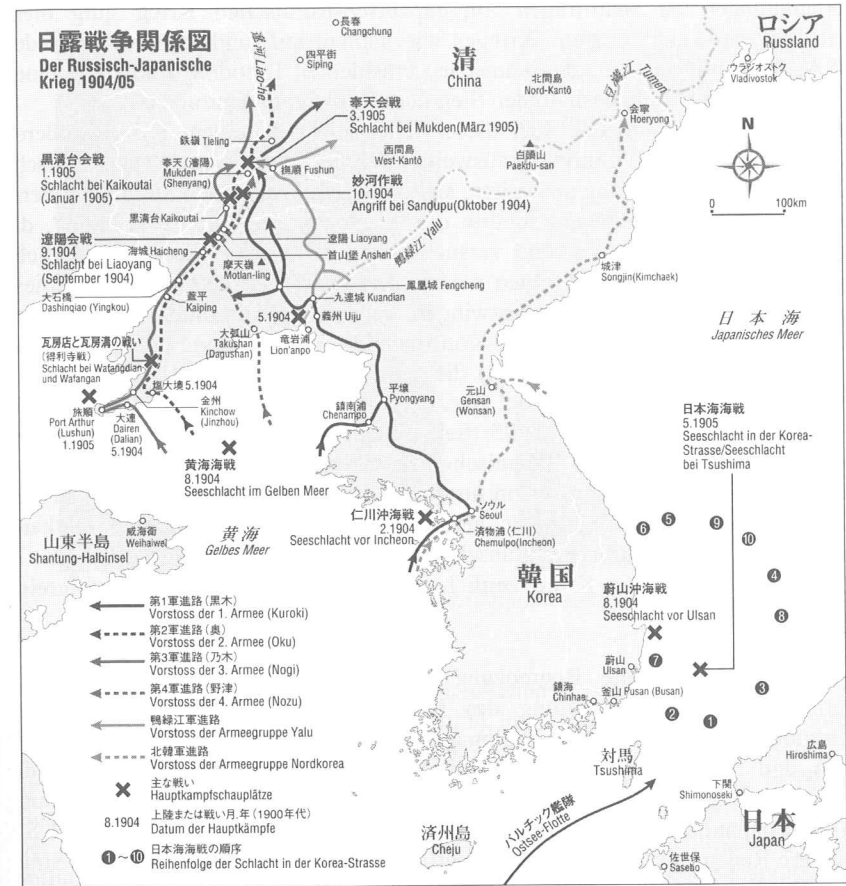 日露戦争関係図
Der Russisch-Japanische
Krieg 1904/05
長春
Changchung
四平街
Siping
Liao-he
清
China
ロシア
Russland
ウラジオストク
Vladivostok
北間島
Nord-Kantô
Tumen
会寧
Hoeryong
奉天会戦
3.1905
Schlacht bei Mukden(März 1905)
鉄嶺 Tieling
奉天(瀋陽)
Mukden
(Shenyang)
撫順 Fushun
西間島
West-Kantô
白頭山
Paekdu-san
N
0
100km
黒溝台会戦
1.1905
Schlacht bei Kaikoutai
(Januar 1905)
妙河作戦
10.1904
Angriff bei Sandupu(Oktober 1904)
黒溝台 Kaikoutai
遼陽会戦
9.1904
Schlacht bei Liaoyang
(September 1904)
海城 Haicheng
遼陽 Liaoyang
首山堡 Anshan
摩天嶺
Motlan-ling
鴨緑江 Yalu
城津
Songjin(Kimchaek)
大石橋
Dashinqiao (Yingkou)
蓋平
Kaiping
鳳凰城 Fengcheng
九連城 Kuandian
5.1904
義州 Uiju
大弧山
Takushan
(Dagushan)
竜岩浦
Lion'anpo
日本海
Japanisches Meer
瓦房店と瓦房溝の戦い
(得利寺戦)
Schlacht bei Wafangdian
und Wafangan
塩大墺 5.1904
金州
Kinchow
(Jinzhou)
旅順
Port Arthur
(Lushun)
1.1905
大連
Dairen
(Dalian)
5.1904
平壌
Pyongyang
鎮南浦
Chenampo
元山
Gensan
(Wonsan)
日本海海戦
5.1905
Seeschlacht in der Korea-
Strasse/Seeschlacht
bei Tsushima
黄海海戦
8.1904
Seeschlacht im Gelben Meer
仁川沖海戦
2.1904
Seeschlacht vor Incheon
ソウル
Seoul
済物浦(仁川)
Chemulpo(Incheon)
山東半島
Shantung-Halbinsel
威海衛
Weihaiwei
黄海
Gelbes Meer
韓国
Korea
蔚山沖海戦
8.1904
Seeschlacht vor Ulsan
❻ ❺ ❾ ❿
❹
❽
❼
❸
❷ ❶
蔚山
Ulsan
鎮海
Chinhae
釜山 Pusan (Busan)
対馬
Tsushima
広島
Hiroshima
下関
Shimonoseki
日本
Japan
佐世保
Sasebo
済州島
Cheju
バルチック艦隊
Ostsee-Flotte
第1軍進路(黒木)
Vorstoss der 1. Armee (Kuroki)
第2軍進路(奥)
Vorstoss der 2. Armee (Oku)
第3軍進路(乃木)
Vorstoss der 3. Armee (Nogi)
第4軍進路(野津)
Vorstoss der 4. Armee (Nozu)
鴨緑江軍進路
Vorstoss der Armeegruppe Yalu
北韓軍進路
Vorstoss der Armeegruppe Nordkorea
主な戦い
Hauptkampfschauplätze
8.1904
上陸または戦い月.年(1900年代)
Datum der Hauptkämpfe
❶~❿
日本海海戦の順序
Reihenfolge der Schlacht in der Korea-Strasse